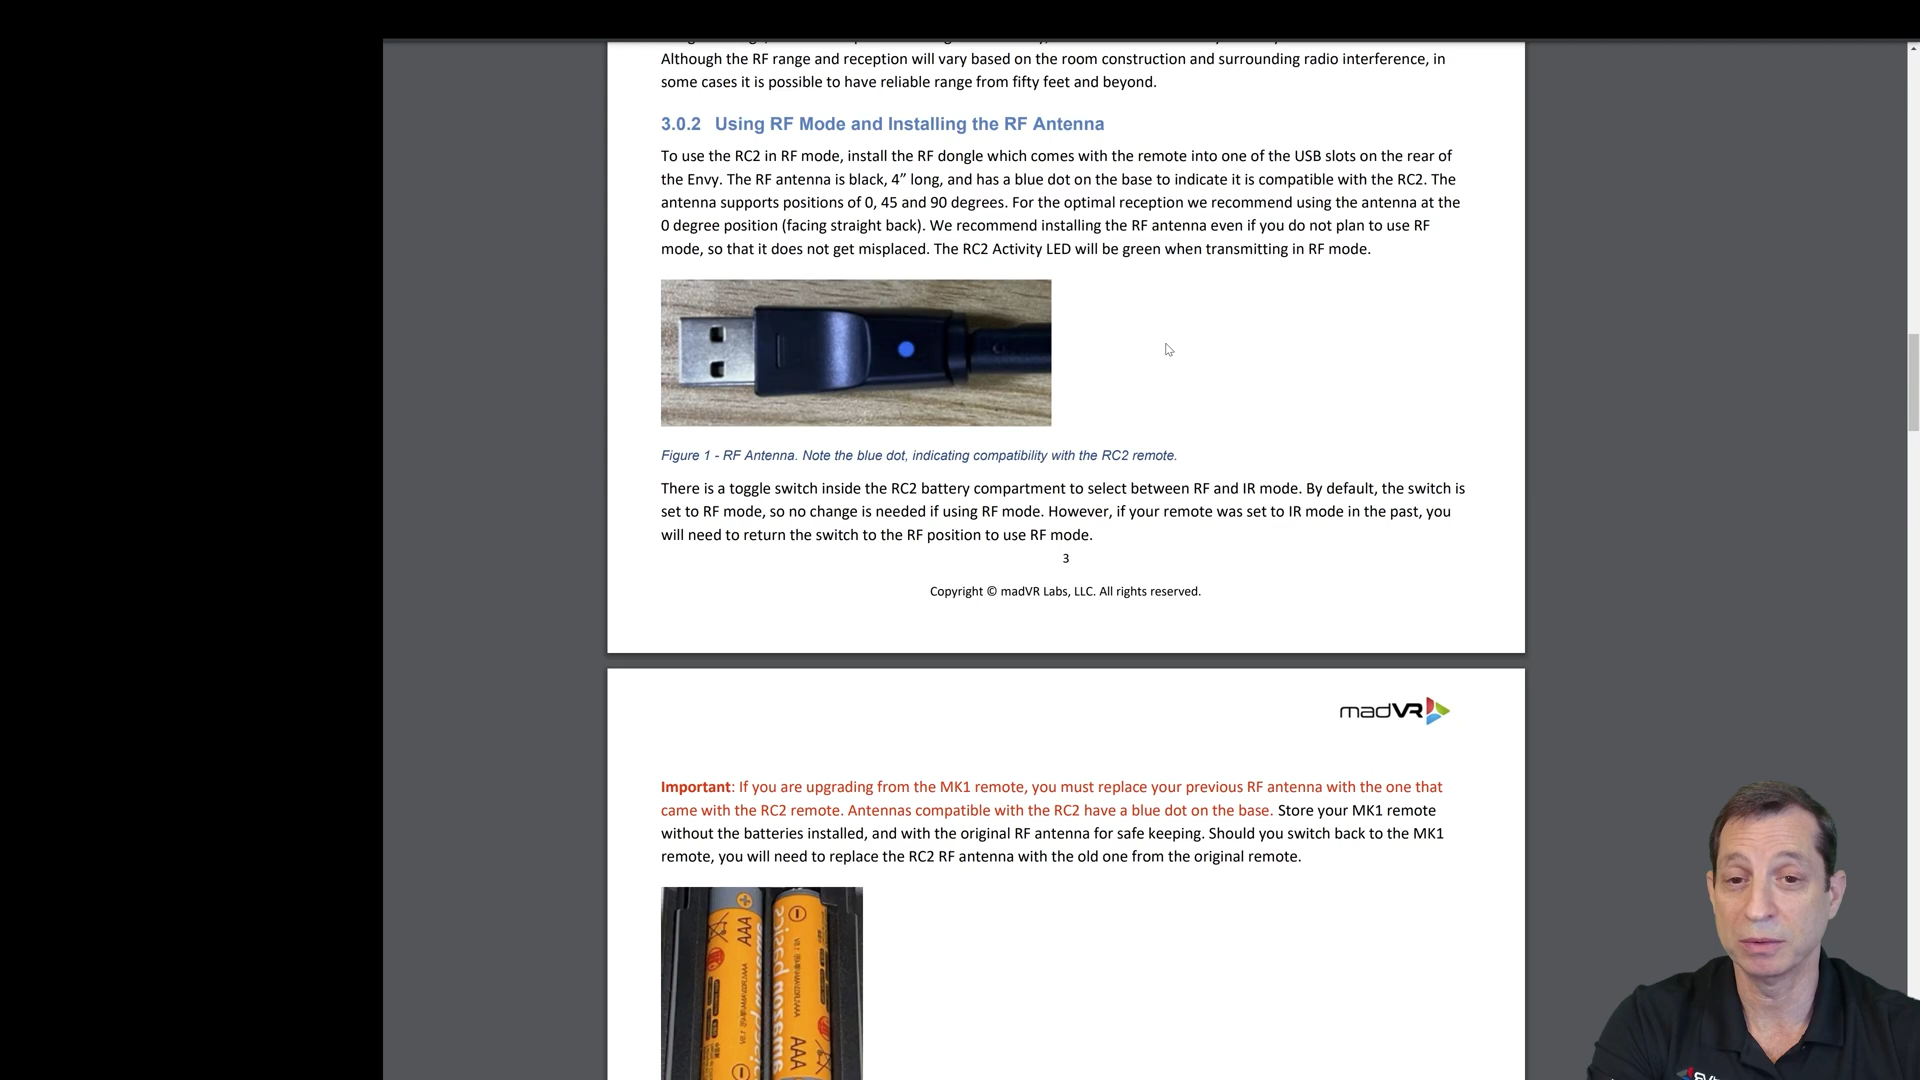 Although the RF range and reception will vary based on the room construction and surrounding radio interference, in
some cases it is possible to have reliable range from fifty feet and beyond.
3.0.2 Using RF Mode and Installing the RF Antenna
To use the RC2 in RF mode, install the RF dongle which comes with the remote into one of the USB slots on the rear of
the Envy. The RF antenna is black, 4” long, and has a blue dot on the base to indicate it is compatible with the RC2. The
antenna supports positions of 0, 45 and 90 degrees. For the optimal reception we recommend using the antenna at the
0 degree position (facing straight back). We recommend installing the RF antenna even if you do not plan to use RF
mode, so that it does not get misplaced. The RC2 Activity LED will be green when transmitting in RF mode.
Figure 1 - RF Antenna. Note the blue dot, indicating compatibility with the RC2 remote.
There is a toggle switch inside the RC2 battery compartment to select between RF and IR mode. By default, the switch is
set to RF mode, so no change is needed if using RF mode. However, if your remote was set to IR mode in the past, you
will need to return the switch to the RF position to use RF mode.
3
Copyright © madVR Labs, LLC. All rights reserved.
madVR
Important: If you are upgrading from the MK1 remote, you must replace your previous RF antenna with the one that
came with the RC2 remote. Antennas compatible with the RC2 have a blue dot on the base. Store your MK1 remote
without the batteries installed, and with the original RF antenna for safe keeping. Should you switch back to the MK1
remote, you will need to replace the RC2 RF antenna with the old one from the original remote.
AAA
amazon basics
AAA